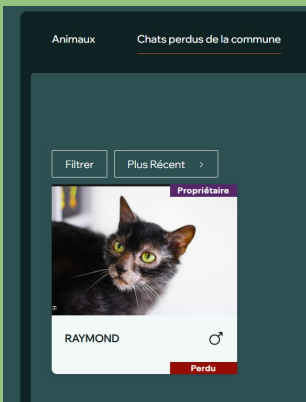 Animaux
Chats perdus de la commune
Filtrer
Plus Récent >
Propriétaire
RAYMOND ♂
Perdu